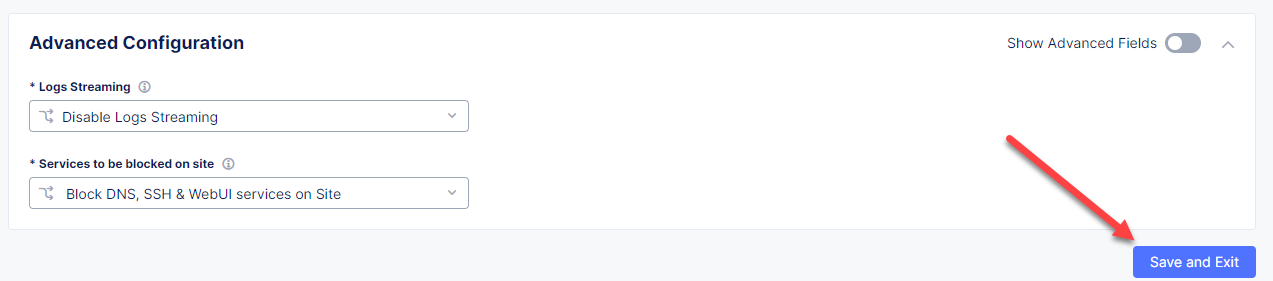 Advanced Configuration
Show Advanced Fields
* Logs Streaming
Disable Logs Streaming
* Services to be blocked on site
Block DNS, SSH & WebUI services on Site
Save and Exit